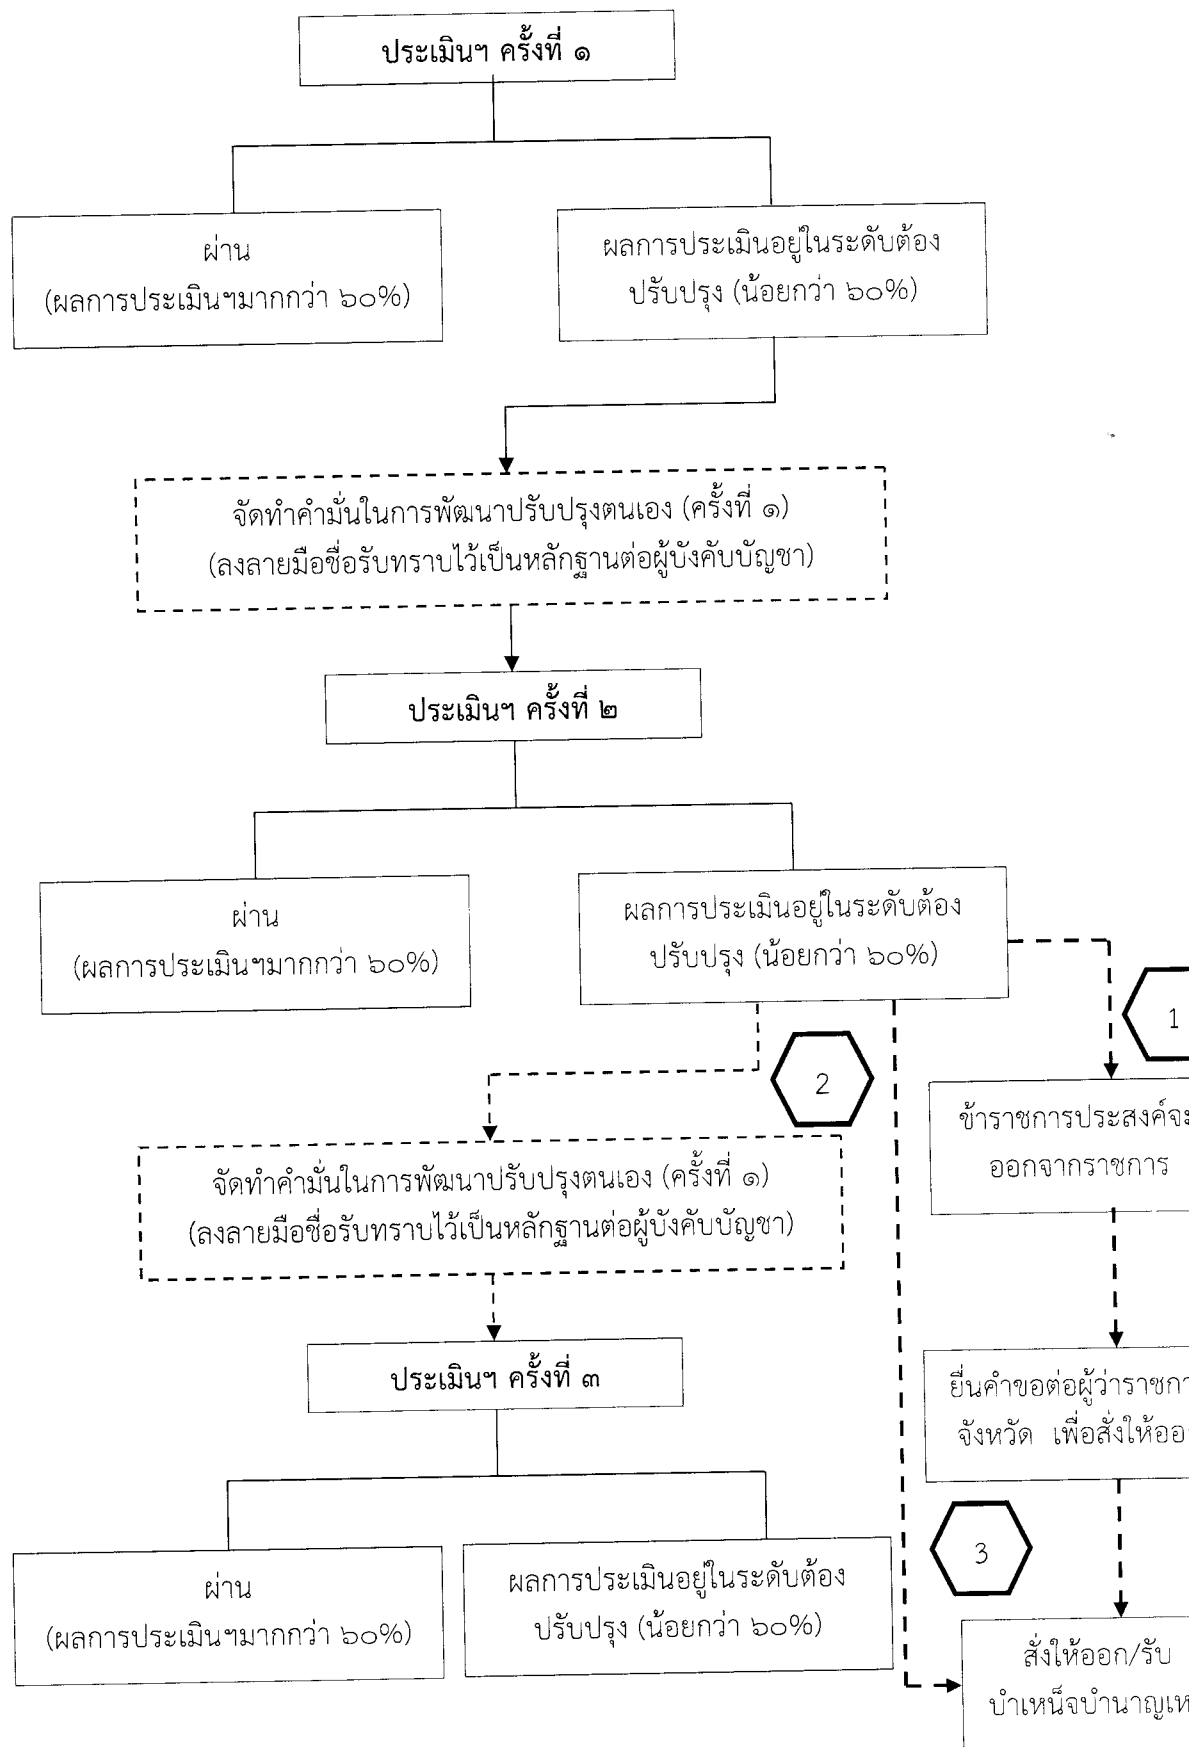 ประเมินฯ ครั้งที่ ๑
ผ่าน
(ผลการประเมินฯมากกว่า ๖๐%)
ผลการประเมินอยู่ในระดับต้อง
ปรับปรุง (น้อยกว่า ๖๐%)
จัดทำคำมั่นในการพัฒนาปรับปรุงตนเอง (ครั้งที่ ๑)
(ลงลายมือชื่อรับทราบไว้เป็นหลักฐานต่อผู้บังคับบัญชา)
ประเมินฯ ครั้งที่ ๒
ผ่าน
(ผลการประเมินฯมากกว่า ๖๐%)
ผลการประเมินอยู่ในระดับต้อง
ปรับปรุง (น้อยกว่า ๖๐%)
1
2
ข้าราชการประสงค์จะ
ออกจากราชการ
จัดทำคำมั่นในการพัฒนาปรับปรุงตนเอง (ครั้งที่ ๑)
(ลงลายมือชื่อรับทราบไว้เป็นหลักฐานต่อผู้บังคับบัญชา)
ประเมินฯ ครั้งที่ ๓
ยื่นคำขอต่อผู้ว่าราชกา
จังหวัด เพื่อสั่งให้ออ
3
ผ่าน
(ผลการประเมินฯมากกว่า ๖๐%)
ผลการประเมินอยู่ในระดับต้อง
ปรับปรุง (น้อยกว่า ๖๐%)
สั่งให้ออก/รับ
บำเหน็จบำนาญเห